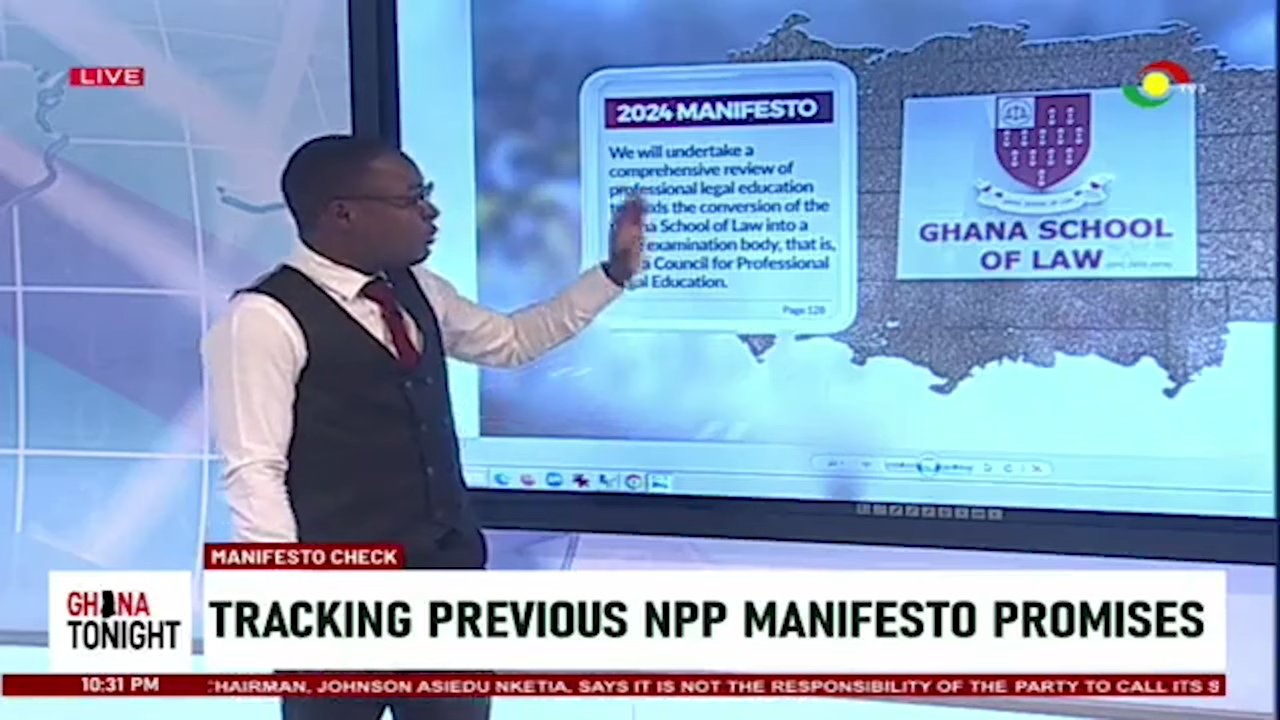 LIVE
2024 MANIFESTO
We will undertake a
comprehensive review of
professional legal education
the conversion of the
School of Law into a
examination body, that is,
a Council for Professional
Education.
Page 128
GHANA SCHOOL
OF LAW
MANIFESTO CHECK
GHANA
TONIGHT
TRACKING PREVIOUS NPP MANIFESTO PROMISES
10:31 PM
CHAIRMAN, JOHNSON ASIEDU NKETIA, SAYS IT IS NOT THE RESPONSIBILITY OF THE PARTY TO CALL ITS S